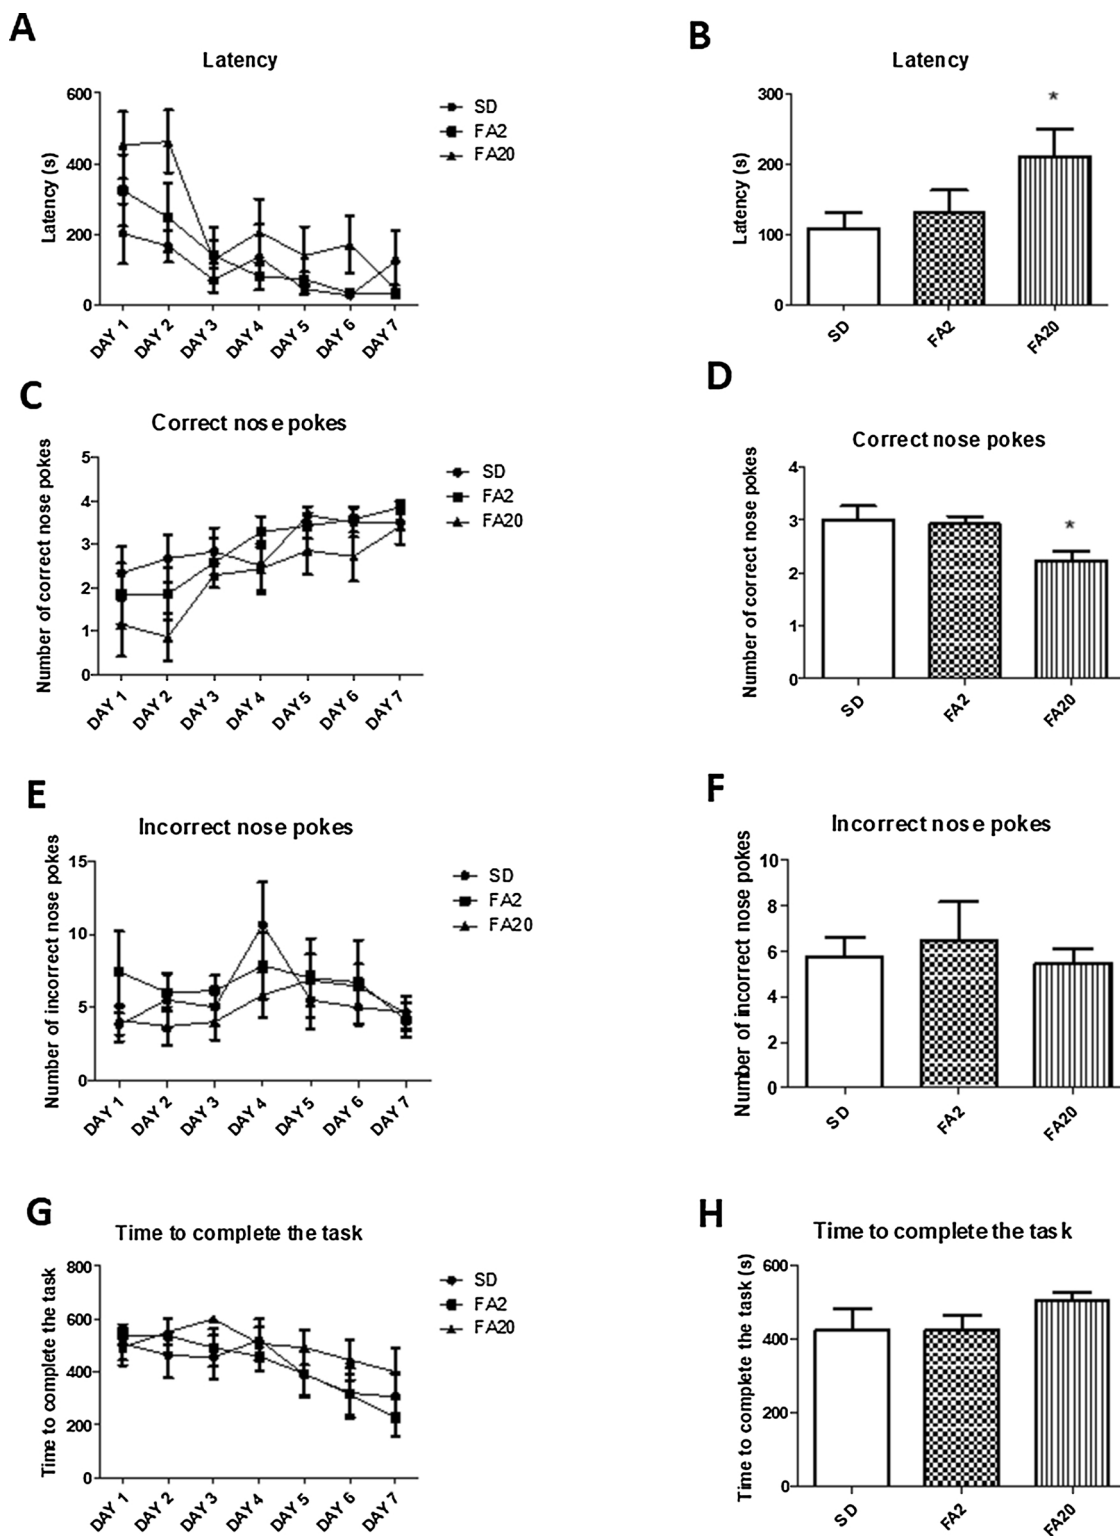 A
Latency
Latency (s)
600
400
200
0
DAY 1
DAY 2
DAY 3
DAY 4
DAY 5
DAY 6
DAY 7
SD
FA2
FA20
B
Latency
Latency (s)
300
200
100
0
*
SD
FA2
FA20
C
Correct nose pokes
Number of correct nose pokes
5
4
3
2
1
0
DAY 1
DAY 2
DAY 3
DAY 4
DAY 5
DAY 6
DAY 7
SD
FA2
FA20
D
Correct nose pokes
Number of correct nose pokes
4
3
2
1
0
*
SD
FA2
FA20
E
Incorrect nose pokes
Number of incorrect nose pokes
15
10
5
0
DAY 1
DAY 2
DAY 3
DAY 4
DAY 5
DAY 6
DAY 7
SD
FA2
FA20
F
Incorrect nose pokes
Number of incorrect nose pokes
10
8
6
4
2
0
SD
FA2
FA20
G
Time to complete the task
Time to complete the task
800
600
400
200
0
DAY 1
DAY 2
DAY 3
DAY 4
DAY 5
DAY 6
DAY 7
SD
FA2
FA20
H
Time to complete the task
Time to complete the task (s)
600
400
200
0
SD
FA2
FA20